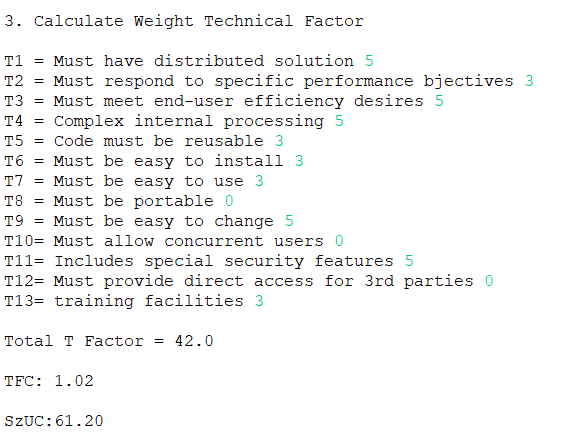 3. Calculate Weight Technical Factor
T1 = Must have distributed solution 5
T2 = Must respond to specific performance bjectives 3
T3 = Must meet end-user efficiency desires 5
T4 = Complex internal processing 5
T5 = Code must be reusable 3
T6 = Must be easy to install 3
T7 = Must be easy to use 3
T8 = Must be portable 0
T9 = Must be easy to change 5
T10= Must allow concurrent users 0
T11= Includes special security features 5
T12= Must provide direct access for 3rd parties 0
T13= training facilities 3
Total T Factor = 42.0
TFC: 1.02
SzUC:61.20